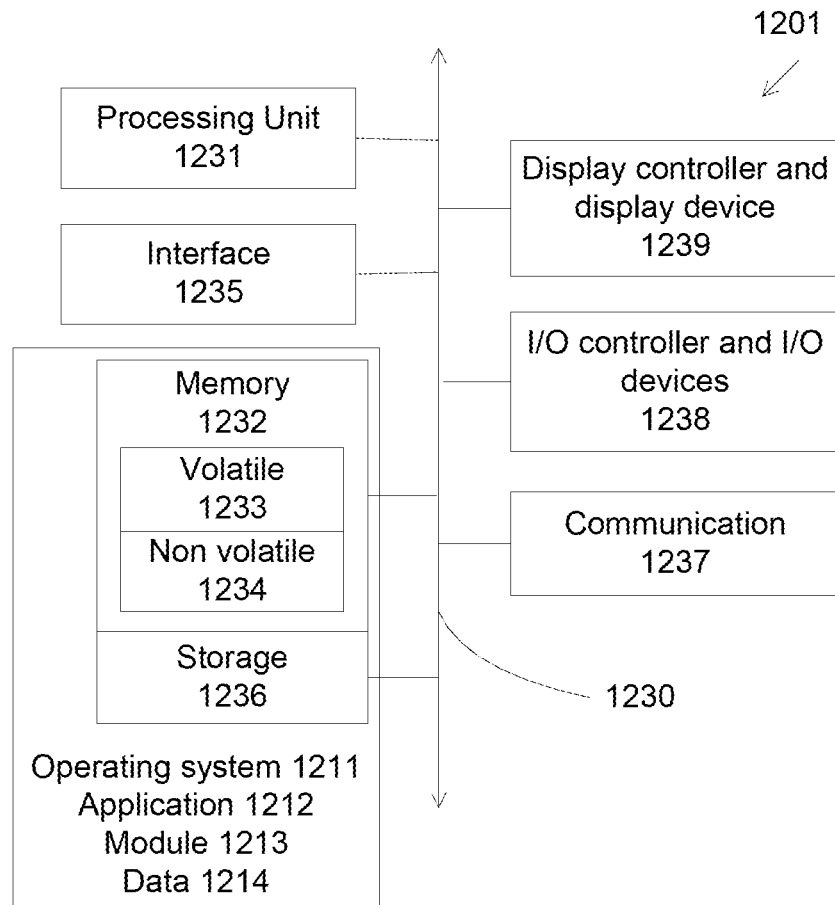 1201
Processing Unit
1231
Display controller and
display device
1239
Interface
1235
I/O controller and I/O
devices
1238
Memory
1232
Volatile
1233
Non volatile
1234
Communication
1237
Storage
1236
1230
Operating system 1211
Application 1212
Module 1213
Data 1214